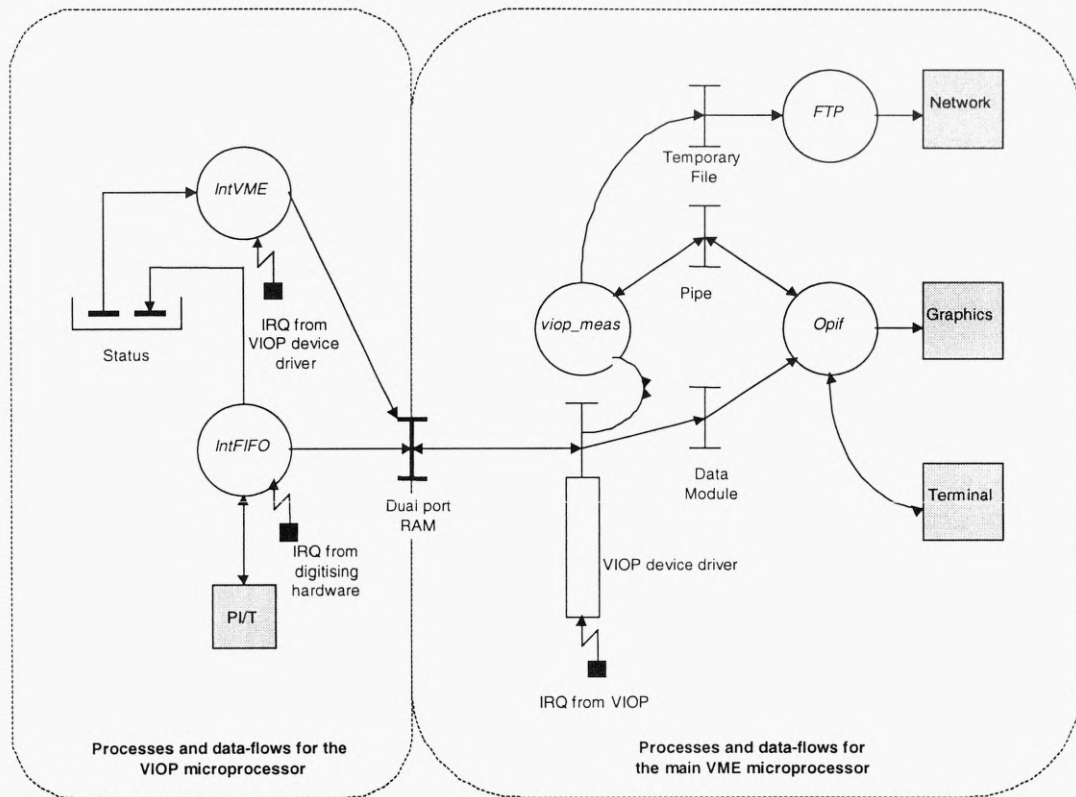 IntVME
IRQ from
VIOP device
driver
Status
IntFIFO
IRQ from
digitising
hardware
PI/T
Dual port
RAM
FTP
Network
Temporary
File
Pipe
viop_meas
Opif
Graphics
Data
Module
Terminal
VIOP device driver
IRQ from VIOP
Processes and data-flows for the
VIOP microprocessor
Processes and data-flows for
the main VME microprocessor